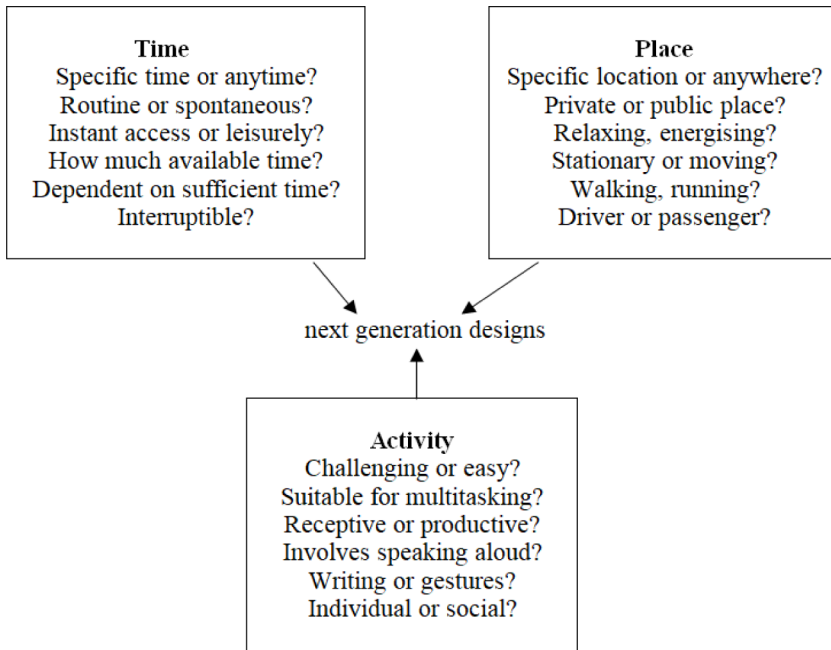 Time
Specific time or anytime?
Routine or spontaneous?
Instant access or leisurely?
How much available time?
Dependent on sufficient time?
Interruptible?
Place
Specific location or anywhere?
Private or public place?
Relaxing, energising?
Stationary or moving?
Walking, running?
Driver or passenger?
next generation designs
Activity
Challenging or easy?
Suitable for multitasking?
Receptive or productive?
Involves speaking aloud?
Writing or gestures?
Individual or social?